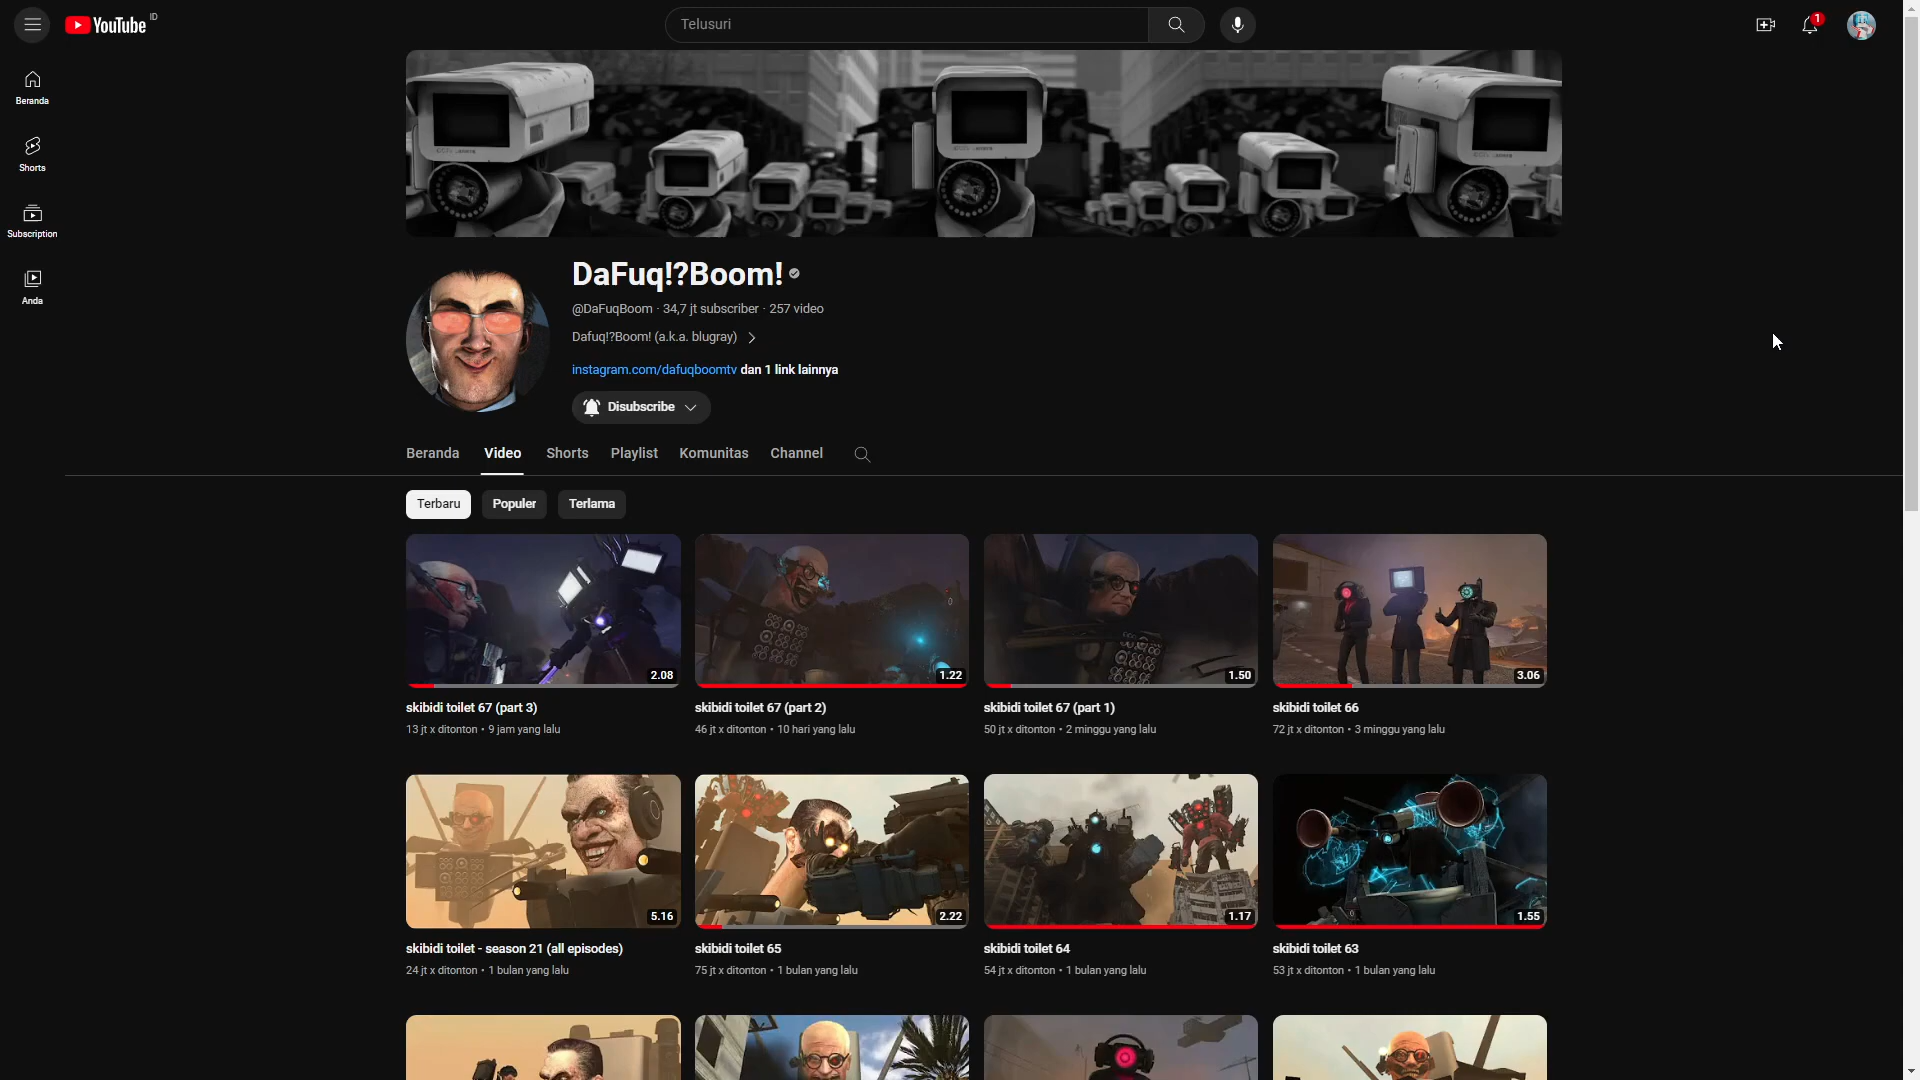 YouTube ID
Telusuri
1
Beranda
Shorts
Subscription
Anda
DaFuq!?Boom!
@DaFuqBoom · 34,7 jt subscriber · 257 video
Dafuq!?Boom! (a.k.a. blugray)
instagram.com/dafuqboomtv dan 1 link lainnya
Disubscribe
Beranda Video Shorts Playlist Komunitas Channel
Terbaru Populer Terlama
2.08 1.22 1.50 3.06
skibidi toilet 67 (part 3)
13 jt x ditonton • 9 jam yang lalu
skibidi toilet 67 (part 2)
46 jt x ditonton • 10 hari yang lalu
skibidi toilet 67 (part 1)
50 jt x ditonton • 2 minggu yang lalu
skibidi toilet 66
72 jt x ditonton • 3 minggu yang lalu
5.16 2.22 1.17 1.55
skibidi toilet - season 21 (all episodes)
24 jt x ditonton • 1 bulan yang lalu
skibidi toilet 65
75 jt x ditonton • 1 bulan yang lalu
skibidi toilet 64
54 jt x ditonton • 1 bulan yang lalu
skibidi toilet 63
53 jt x ditonton • 1 bulan yang lalu